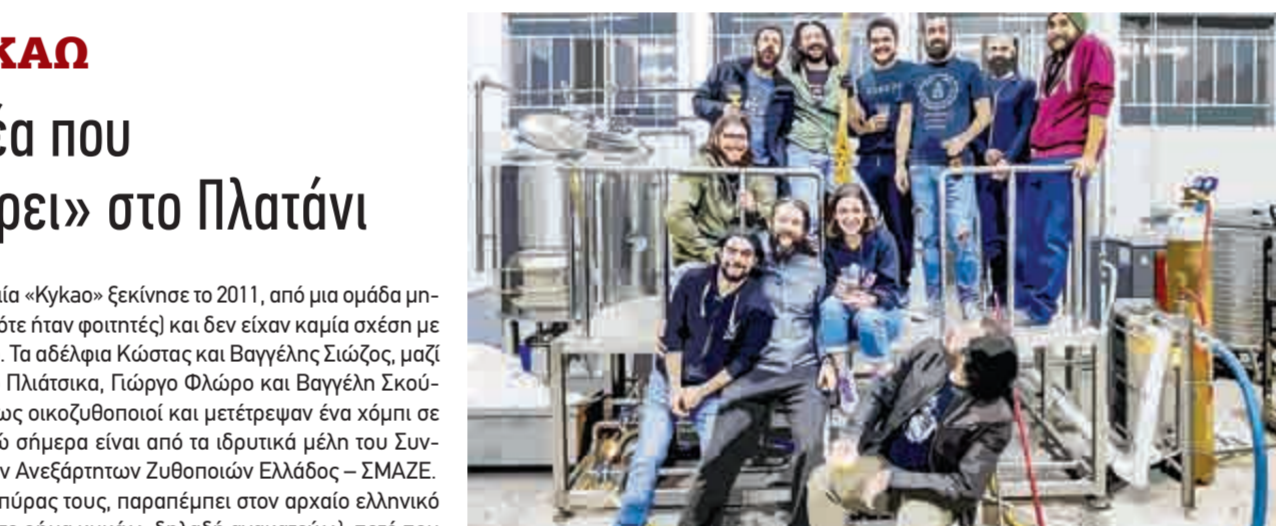 ΚΑΩ
έα που
ρει» στο Πλατάνι
ία «Kykao» ξεκίνησε το 2011, από μια ομάδα μη-
ότε ήταν φοιτητές) και δεν είχαν καμία σχέση με
. Τα αδέλφια Κώστας και Βαγγέλης Σιώζος, μαζί
Πλιάτσικα, Γιώργο Φλώρο και Βαγγέλη Σκού-
ως οικοζυθοποιοί και μετέτρεψαν ένα χόμπι σε
ώ σήμερα είναι από τα ιδρυτικά μέλη του Συν-
ν Ανεξάρτητων Ζυθοποιών Ελλάδος – ΣΜΑΖΕ.
πύρας τους, παραπέμπει στον αρχαίο ελληνικό